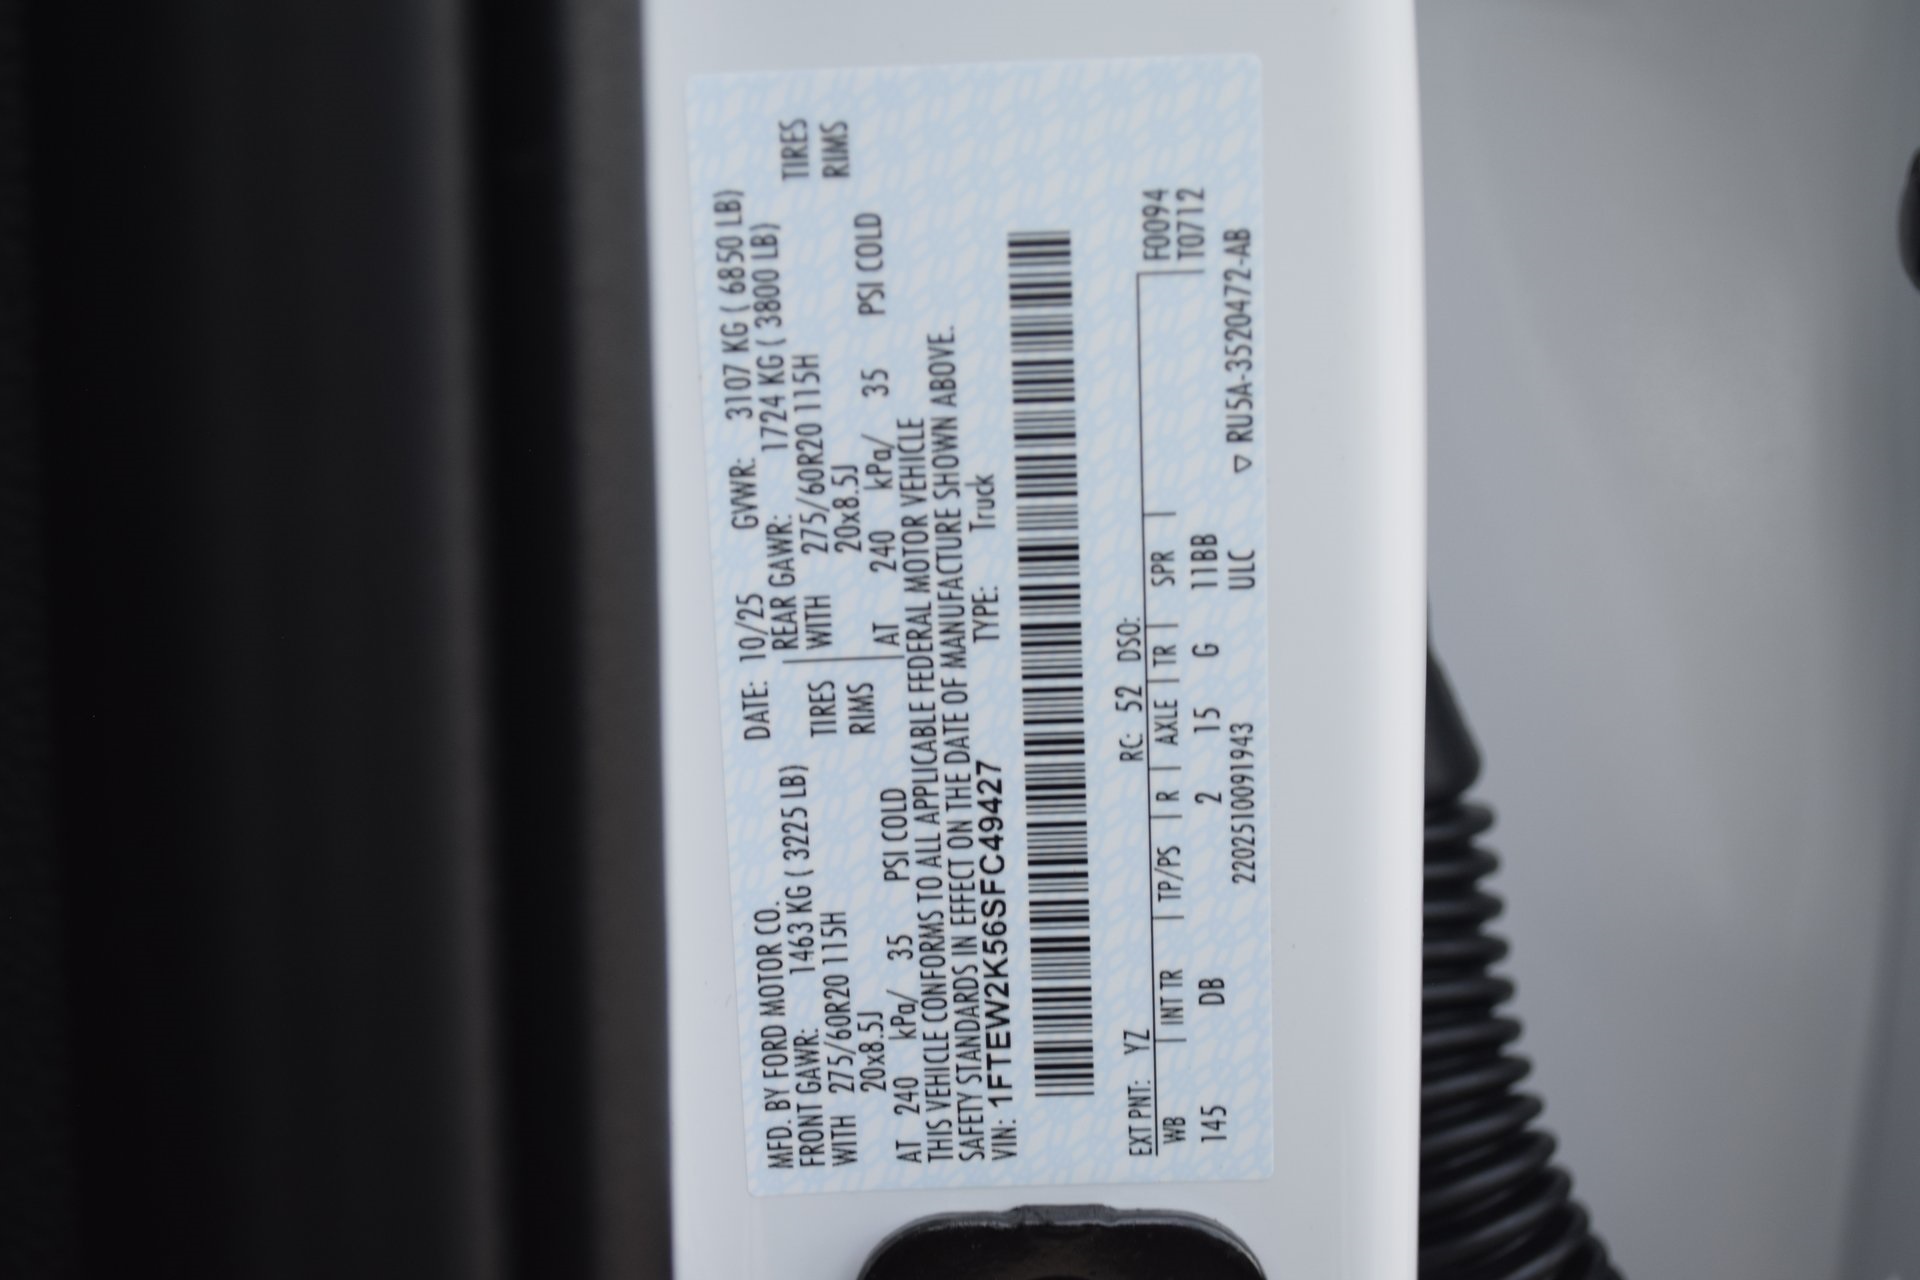 MFD. BY FORD MOTOR CO. DATE: 10/25 GVWR: 3107 KG ( 6850 LB)
FRONT GAWR: 1463 KG ( 3225 LB) REAR GAWR: 1724 KG ( 3800 LB)
WITH 275/60R20 115H TIRES WITH 275/60R20 115H TIRES
20x8.5J RIMS 20x8.5J RIMS
AT 240 kPa/ 35 PSI COLD AT 240 kPa/ 35 PSI COLD
THIS VEHICLE CONFORMS TO ALL APPLICABLE FEDERAL MOTOR VEHICLE
SAFETY STANDARDS IN EFFECT ON THE DATE OF MANUFACTURE SHOWN ABOVE.
VIN: 1FTEW2K56SFC49427 TYPE: Truck
EXT PNT: YZ RC: 52 DSO: F0094
WB | INT TR | TP/PS | R | AXLE | TR | SPR | T0712
145 DB 2 15 G 11BB
2202510091943 ULC ▽ RU5A-3520472-AB